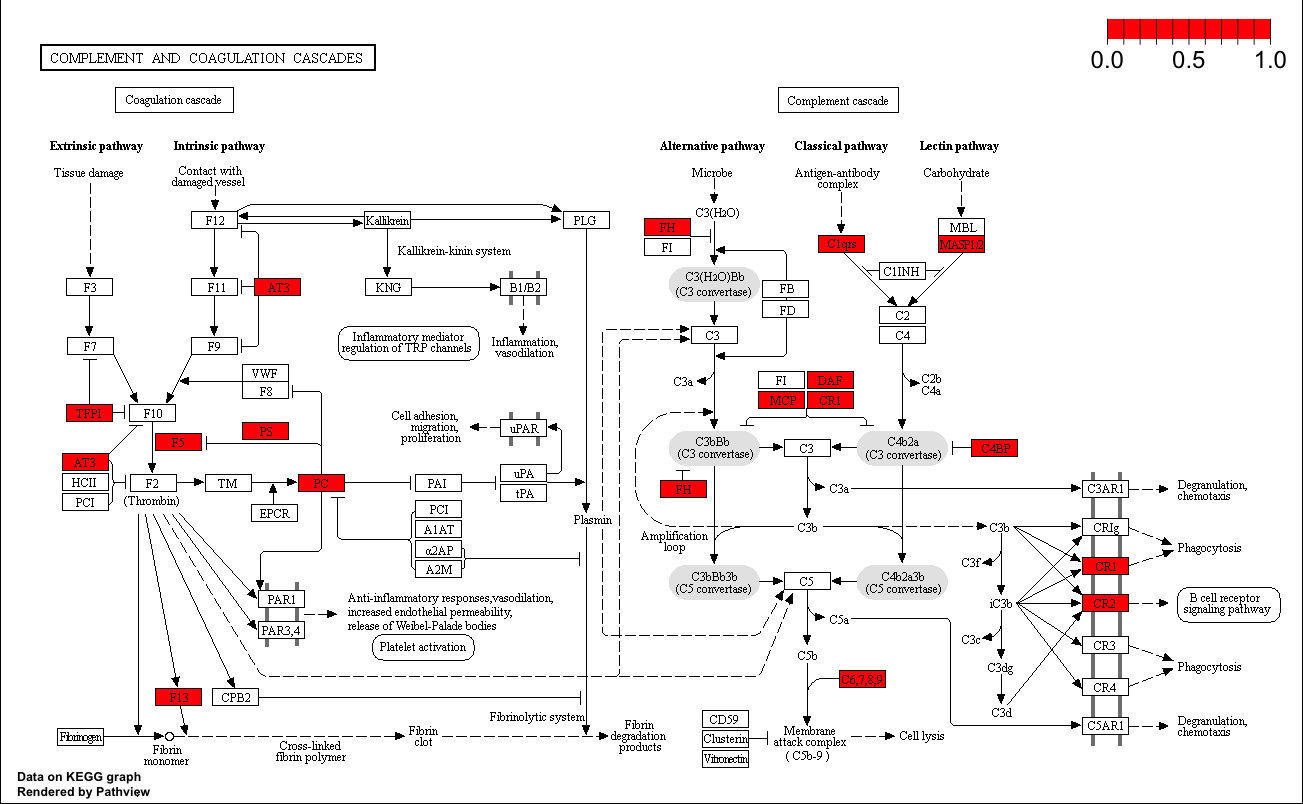 COMPLEMENT AND COAGULATION CASCADES
0.0 0.5 1.0
Coagulation cascade
Complement cascade
Extrinsic pathway
Intrinsic pathway
Alternative pathway
Classical pathway
Lectin pathway
Tissue damage
Contact with
damaged vessel
Microbe
Antigen-antibody
complex
Carbohydrate
F12
Kallikrein
PLG
C3(H2O)
FH
FI
C1qrs
MBL
MASP1/2
Kallikrein-kinin system
C1INH
F3
F11
AT3
KNG
B1/B2
C3(H2O)Bb
(C3 convertase)
FB
FD
C2
C4
F7
F9
Inflammatory mediator
regulation of TRP channels
Inflammation,
vasodilation
C3
VWF
F8
C3a
FI
DAF
MCP
CR1
C2b
C4a
TFPI
F10
F5
PS
Cell adhesion,
migration,
proliferation
uPAR
C3bBb
(C3 convertase)
C3
C4b2a
(C3 convertase)
C4BP
AT3
HCII
PCI
F2
(Thrombin)
TM
PC
PAI
uPA
tPA
FH
C3a
C3AR1
Degranulation,
chemotaxis
EPCR
PCI
A1AT
α2AP
A2M
Plasmin
Amplification
loop
C3b
C3b
CRIg
Phagocytosis
C3f
CR1
C3bBb3b
(C5 convertase)
C5
C4b2a3b
(C5 convertase)
PAR1
PAR3,4
Anti-inflammatory responses,vasodilation,
increased endothelial permeability,
release of Weibel-Palade bodies
Platelet activation
iC3b
CR2
B cell receptor
signaling pathway
C5a
C3c
CR3
C5b
C3dg
Phagocytosis
C6,7,8,9
CR4
C3d
F13
CPB2
Fibrinolytic system
CD59
Clusterin
Vitronectin
C5AR1
Degranulation,
chemotaxis
Fibrinogen
Fibrin
monomer
Cross-linked
fibrin polymer
Fibrin
clot
Fibrin
degradation
products
Membrane
attack complex
( C5b-9 )
Cell lysis
Data on KEGG graph
Rendered by Pathview